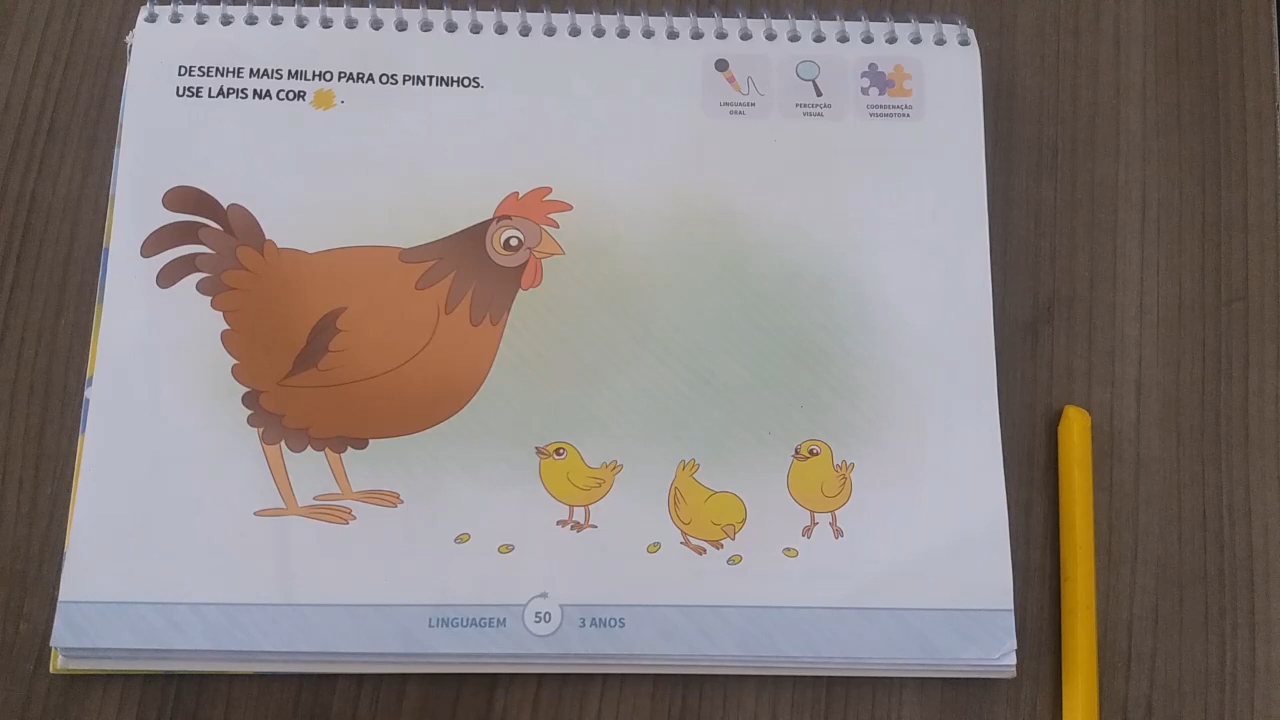 DESENHE MAIS MILHO PARA OS PINTINHOS.
USE LÁPIS NA COR .
LINGUAGEM
ORAL
PERCEPÇÃO
VISUAL
COORDENAÇÃO
VISOMOTORA
LINGUAGEM 50 3 ANOS